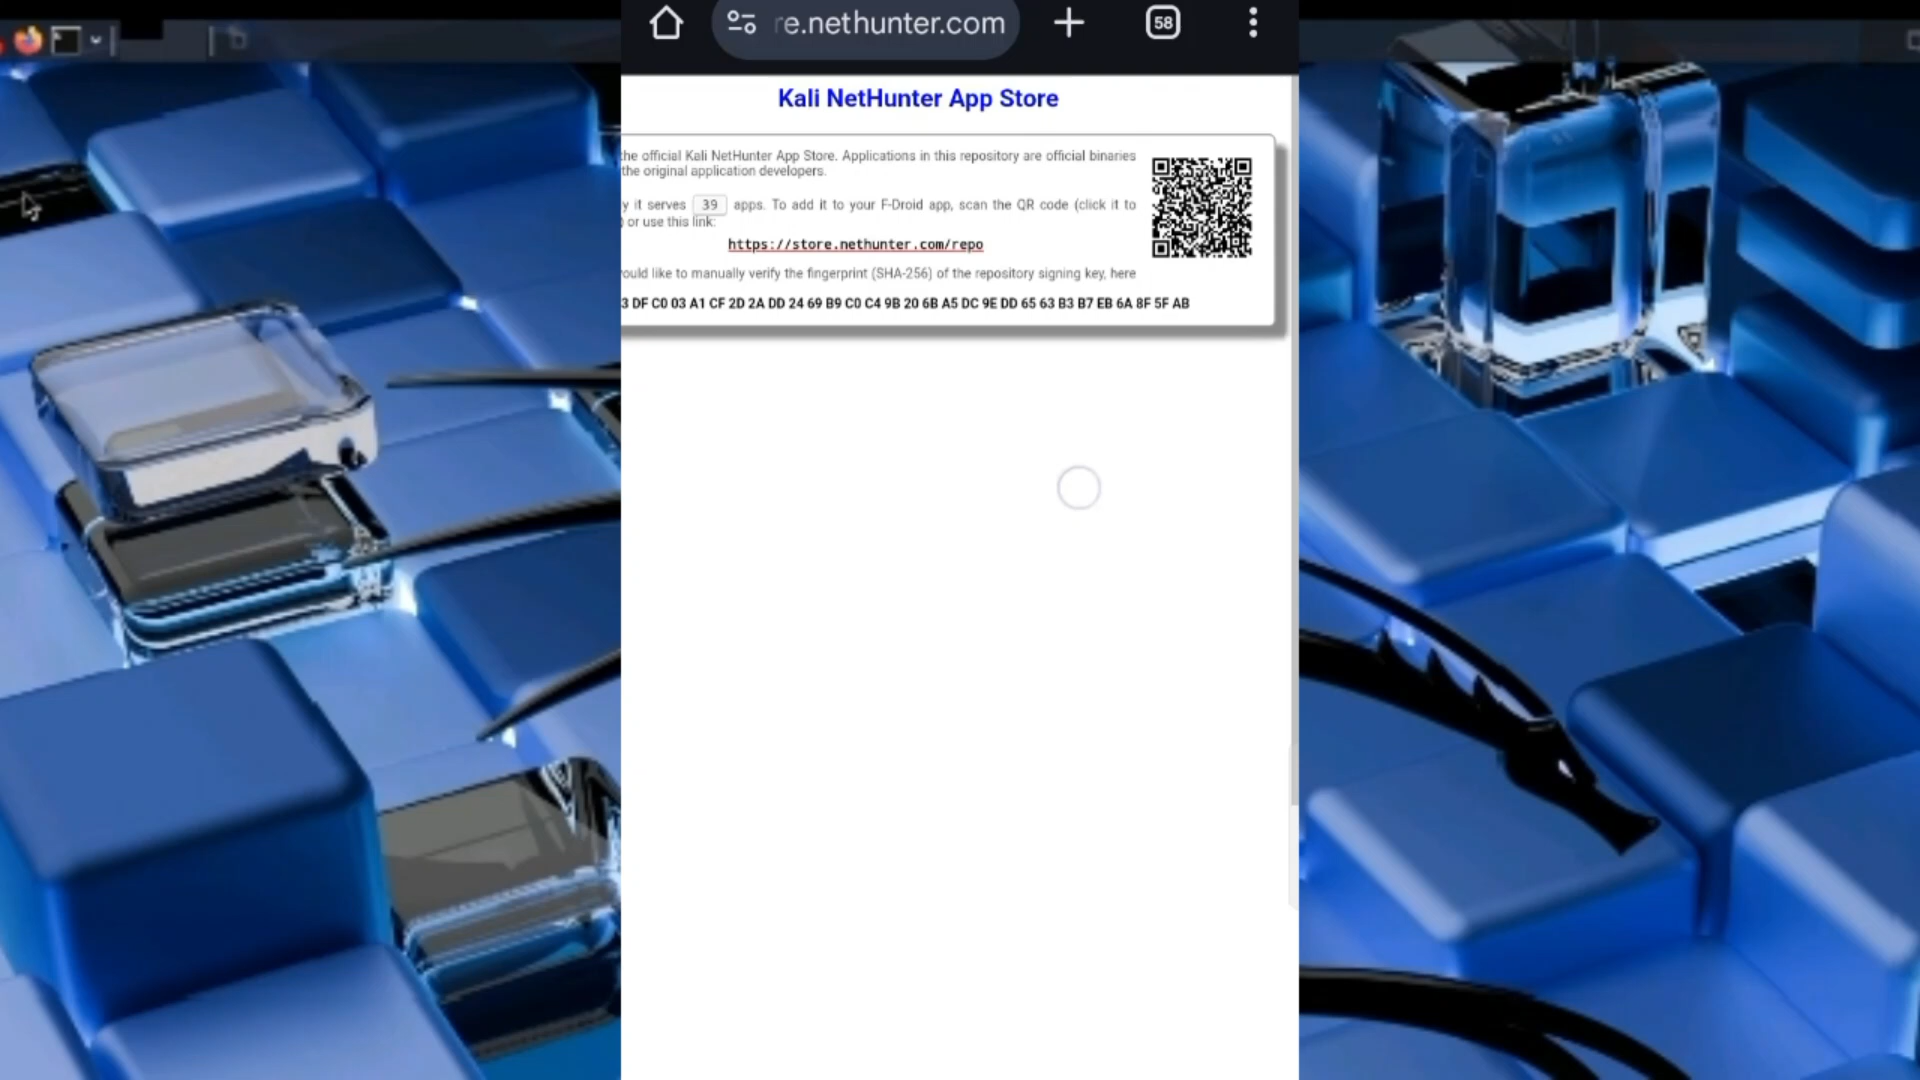 re.nethunter.com
58
Kali NetHunter App Store
the official Kali NetHunter App Store. Applications in this repository are official binaries
the original application developers.
y it serves 39 apps. To add it to your F-Droid app, scan the QR code (click it to
) or use this link:
https://store.nethunter.com/repo
ould like to manually verify the fingerprint (SHA-256) of the repository signing key, here
3 DF C0 03 A1 CF 2D 2A DD 24 69 B9 C0 C4 9B 20 6B A5 DC 9E DD 65 63 B3 B7 EB 6A 8F 5F AB